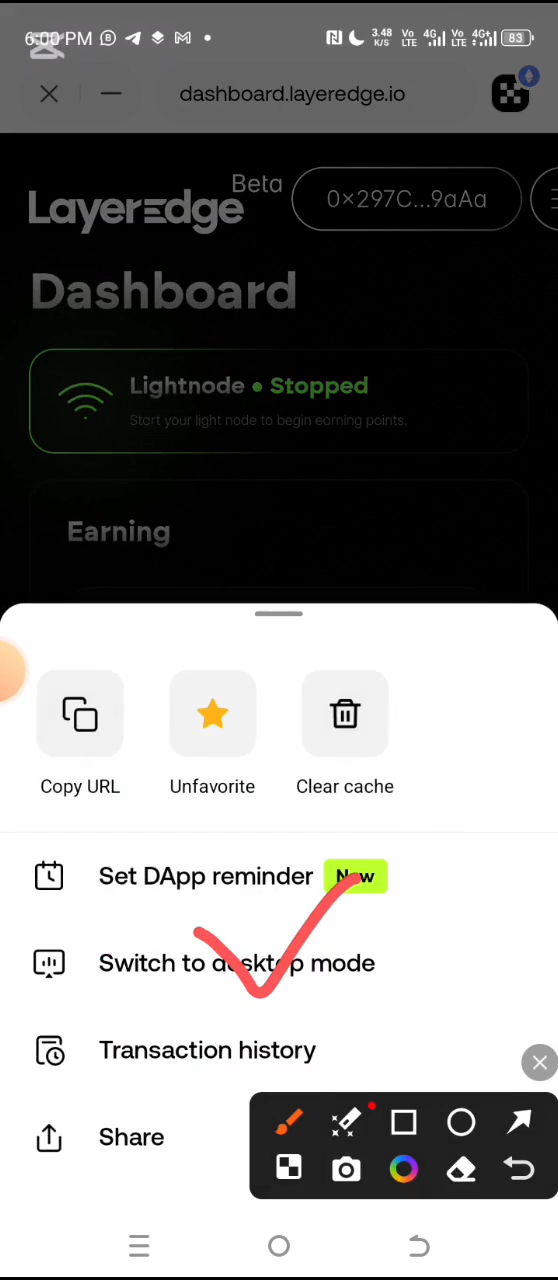 6:00 PM
3.48 K/S
Vo LTE
4G
Vo LTE
4G+
83
dashboard.layeredge.io
LayerEdge
Beta
0×297C...9aAa
Dashboard
Lightnode • Stopped
Start your light node to begin earning points.
Earning
Copy URL
Unfavorite
Clear cache
Set DApp reminder New
Switch to desktop mode
Transaction history
Share